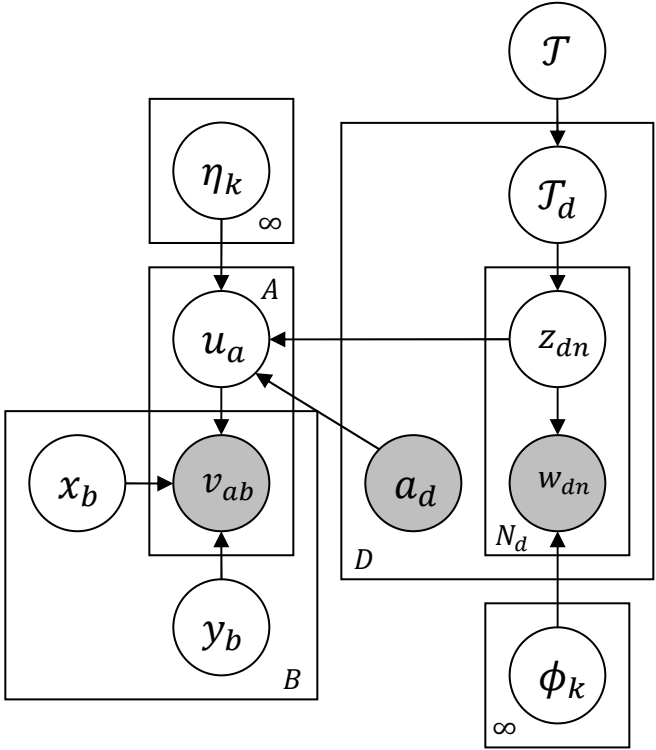 𝒯
η_k
∞
𝒯_d
A
u_a
z_dn
x_b
v_ab
a_d
w_dn
N_d
D
y_b
B
ϕ_k
∞